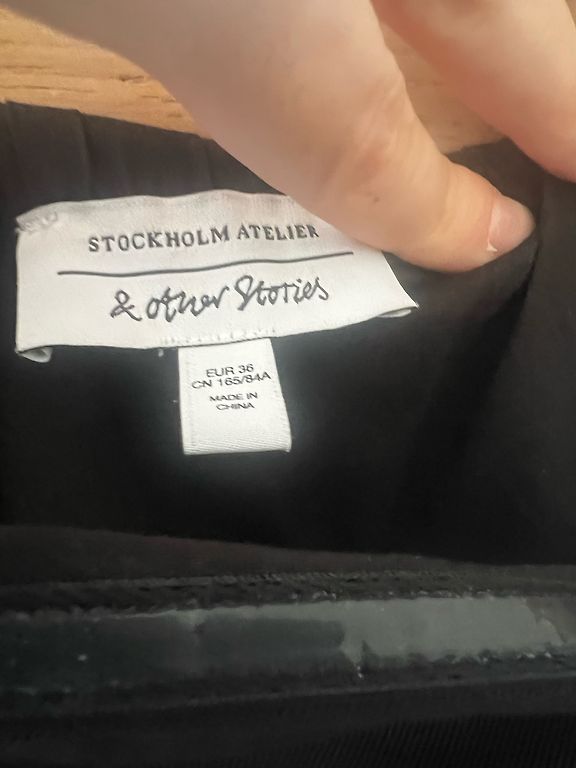 STOCKHOLM ATELIER
& other Stories
EUR 36
CN 165/84A
MADE IN
CHINA